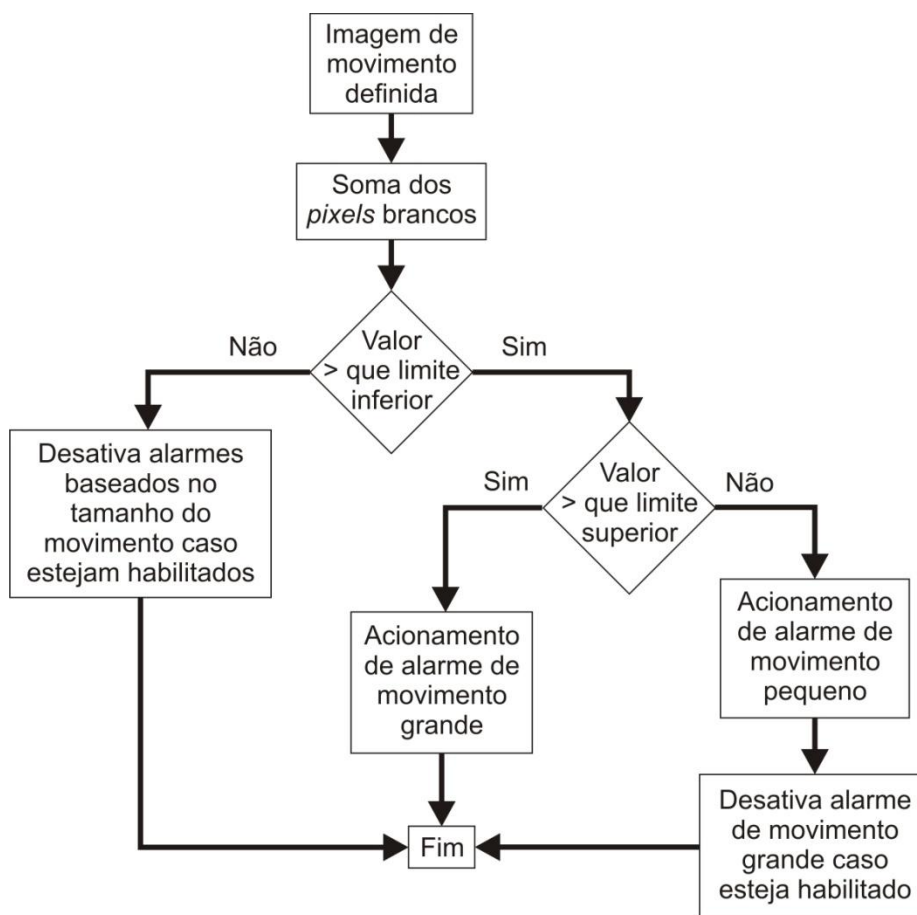 Imagem de
movimento
definida
Soma dos
pixels brancos
Não
Valor
> que limite
inferior
Sim
Desativa alarmes
baseados no
tamanho do
movimento caso
estejam habilitados
Sim
Valor
> que limite
superior
Não
Acionamento
de alarme de
movimento
grande
Acionamento
de alarme de
movimento
pequeno
Desativa alarme
de movimento
grande caso
esteja habilitado
Fim